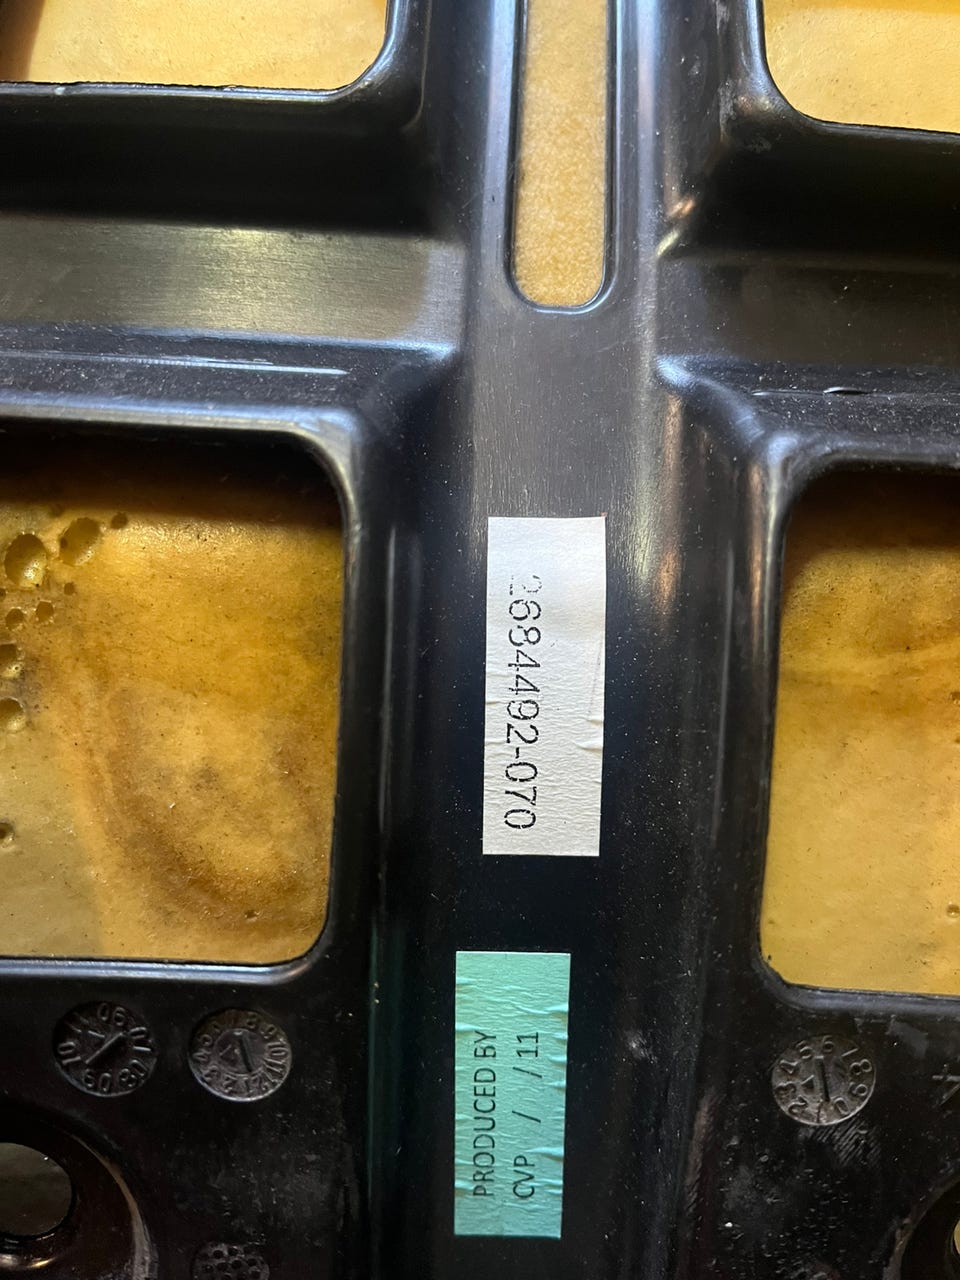 2684492-070
PRODUCED BY
CVP / / 11